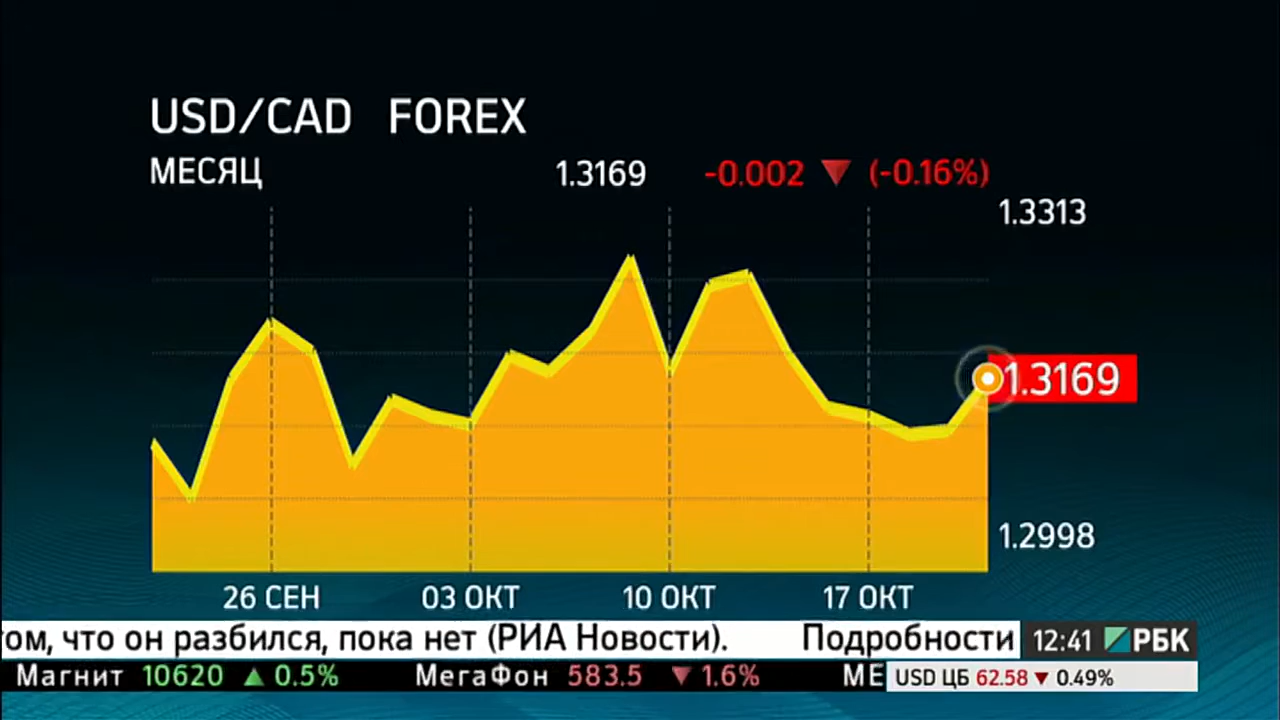 USD/CAD FOREX
МЕСЯЦ 1.3169 -0.002 ▼ (-0.16%)
1.3313
1.3169
1.2998
26 СЕН 03 ОКТ 10 ОКТ 17 ОКТ
что он разбился, пока нет (РИА Новости). Подробности 12:41 РБК
Магнит 10620 ▲ 0.5% МегаФон 583.5 ▼ 1.6% USD ЦБ 62.58 ▼ 0.49%